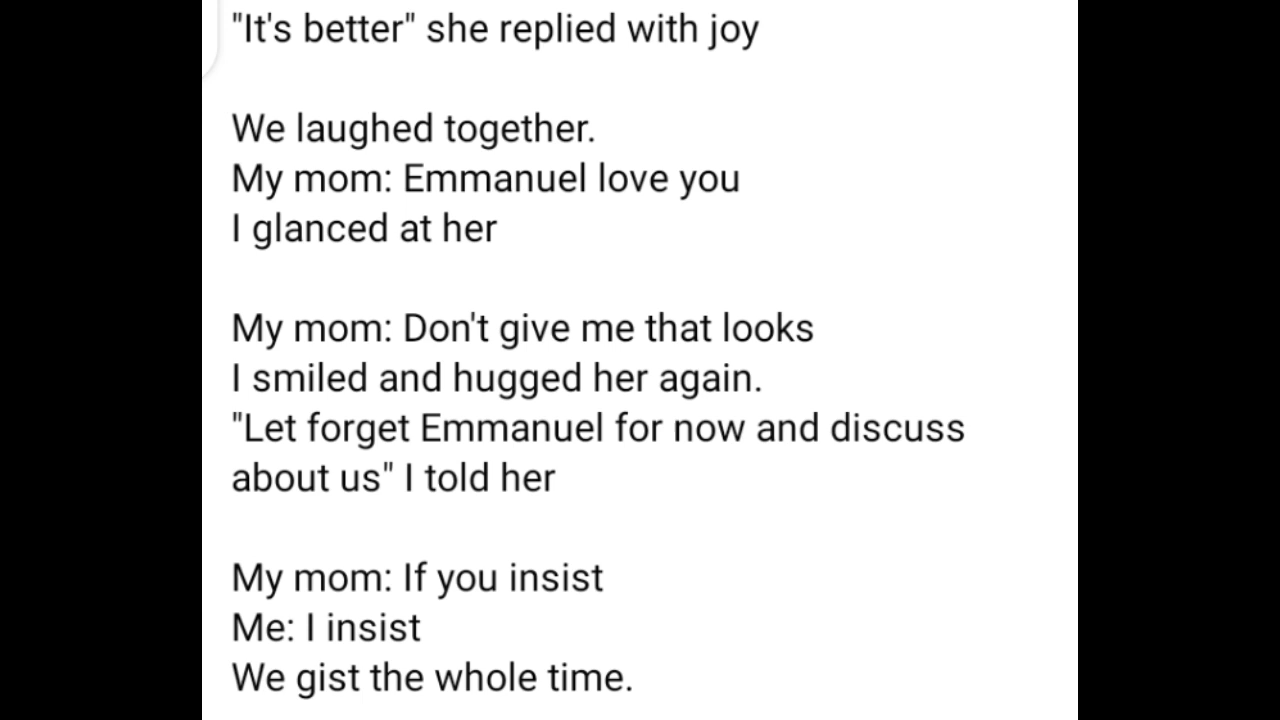 "It's better" she replied with joy
We laughed together.
My mom: Emmanuel love you
I glanced at her
My mom: Don't give me that looks
I smiled and hugged her again.
"Let forget Emmanuel for now and discuss
about us" I told her
My mom: If you insist
Me: I insist
We gist the whole time.